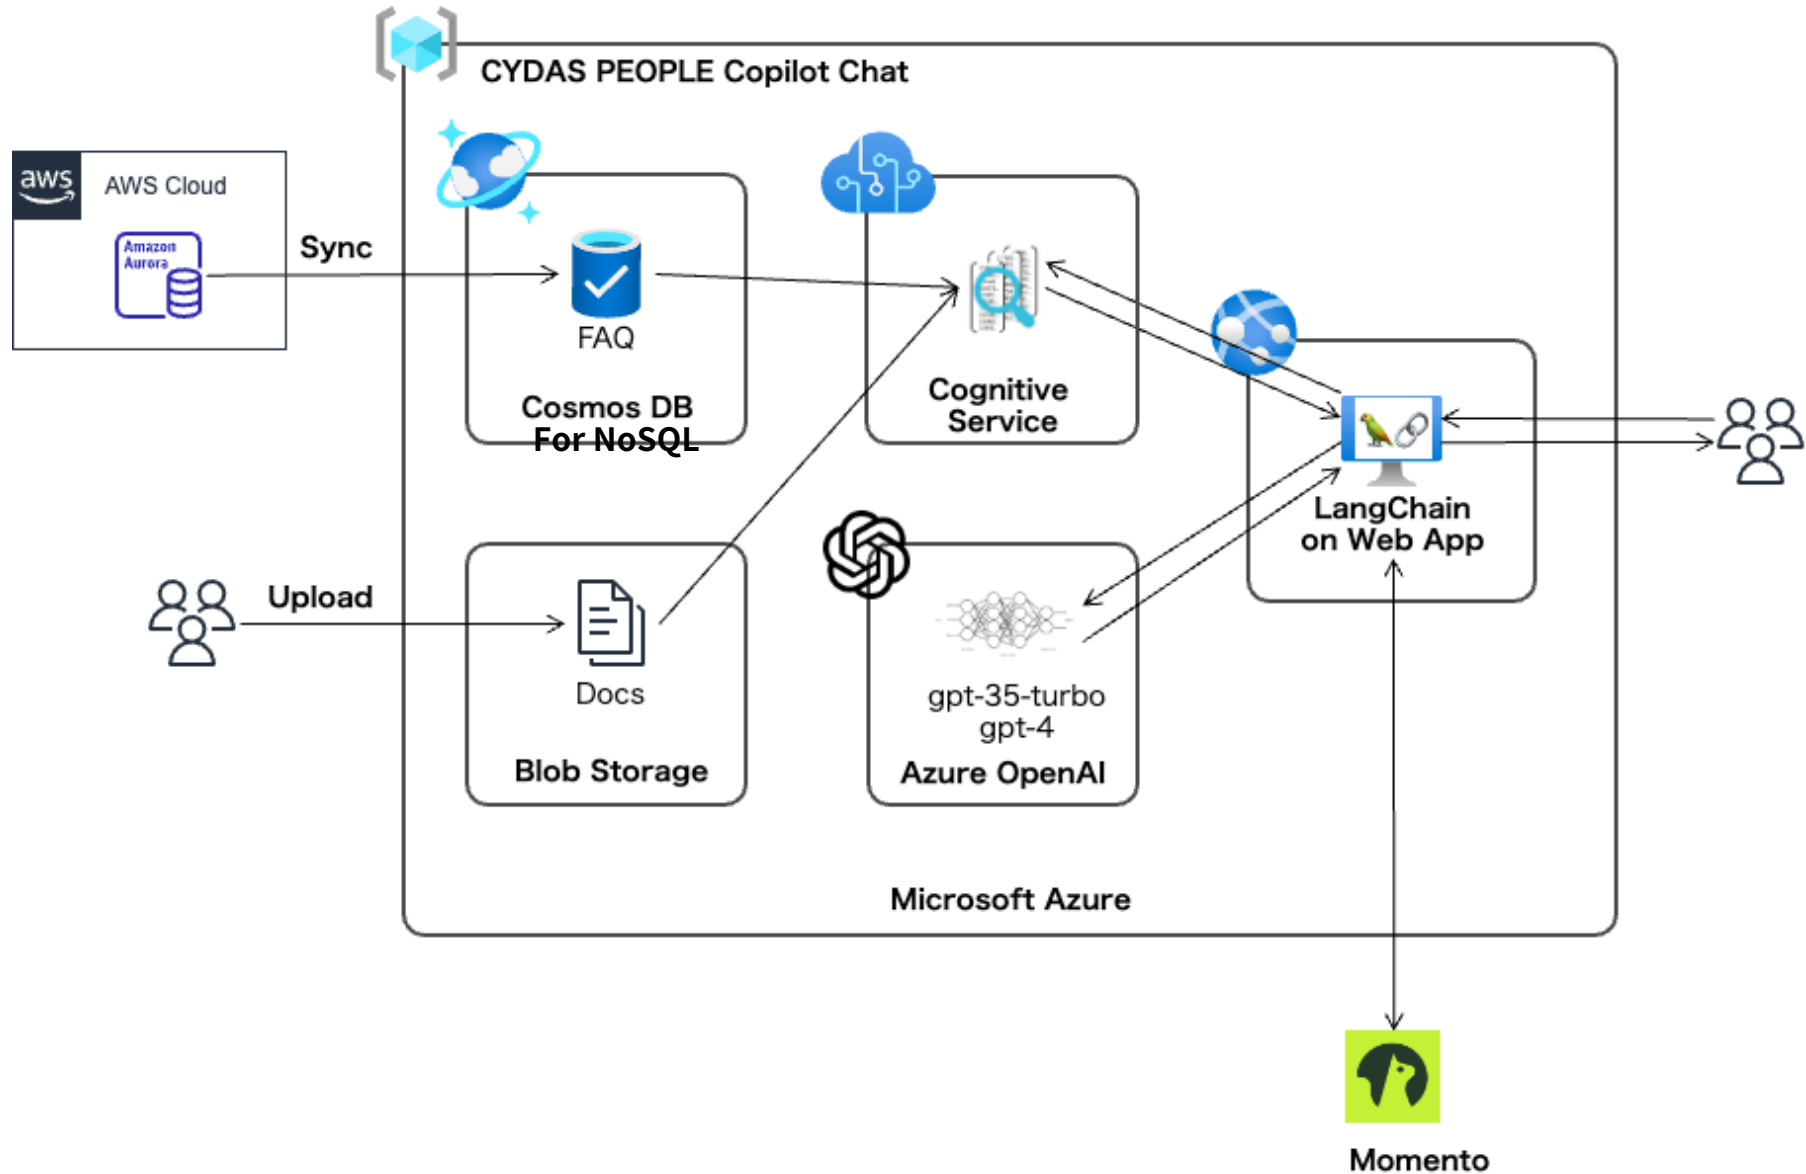 CYDAS PEOPLE Copilot Chat
aws
AWS Cloud
Amazon
Aurora
Sync
FAQ
Cosmos DB
For NoSQL
Cognitive
Service
LangChain
on Web App
Upload
Docs
Blob Storage
gpt-35-turbo
gpt-4
Azure OpenAI
Microsoft Azure
Momento